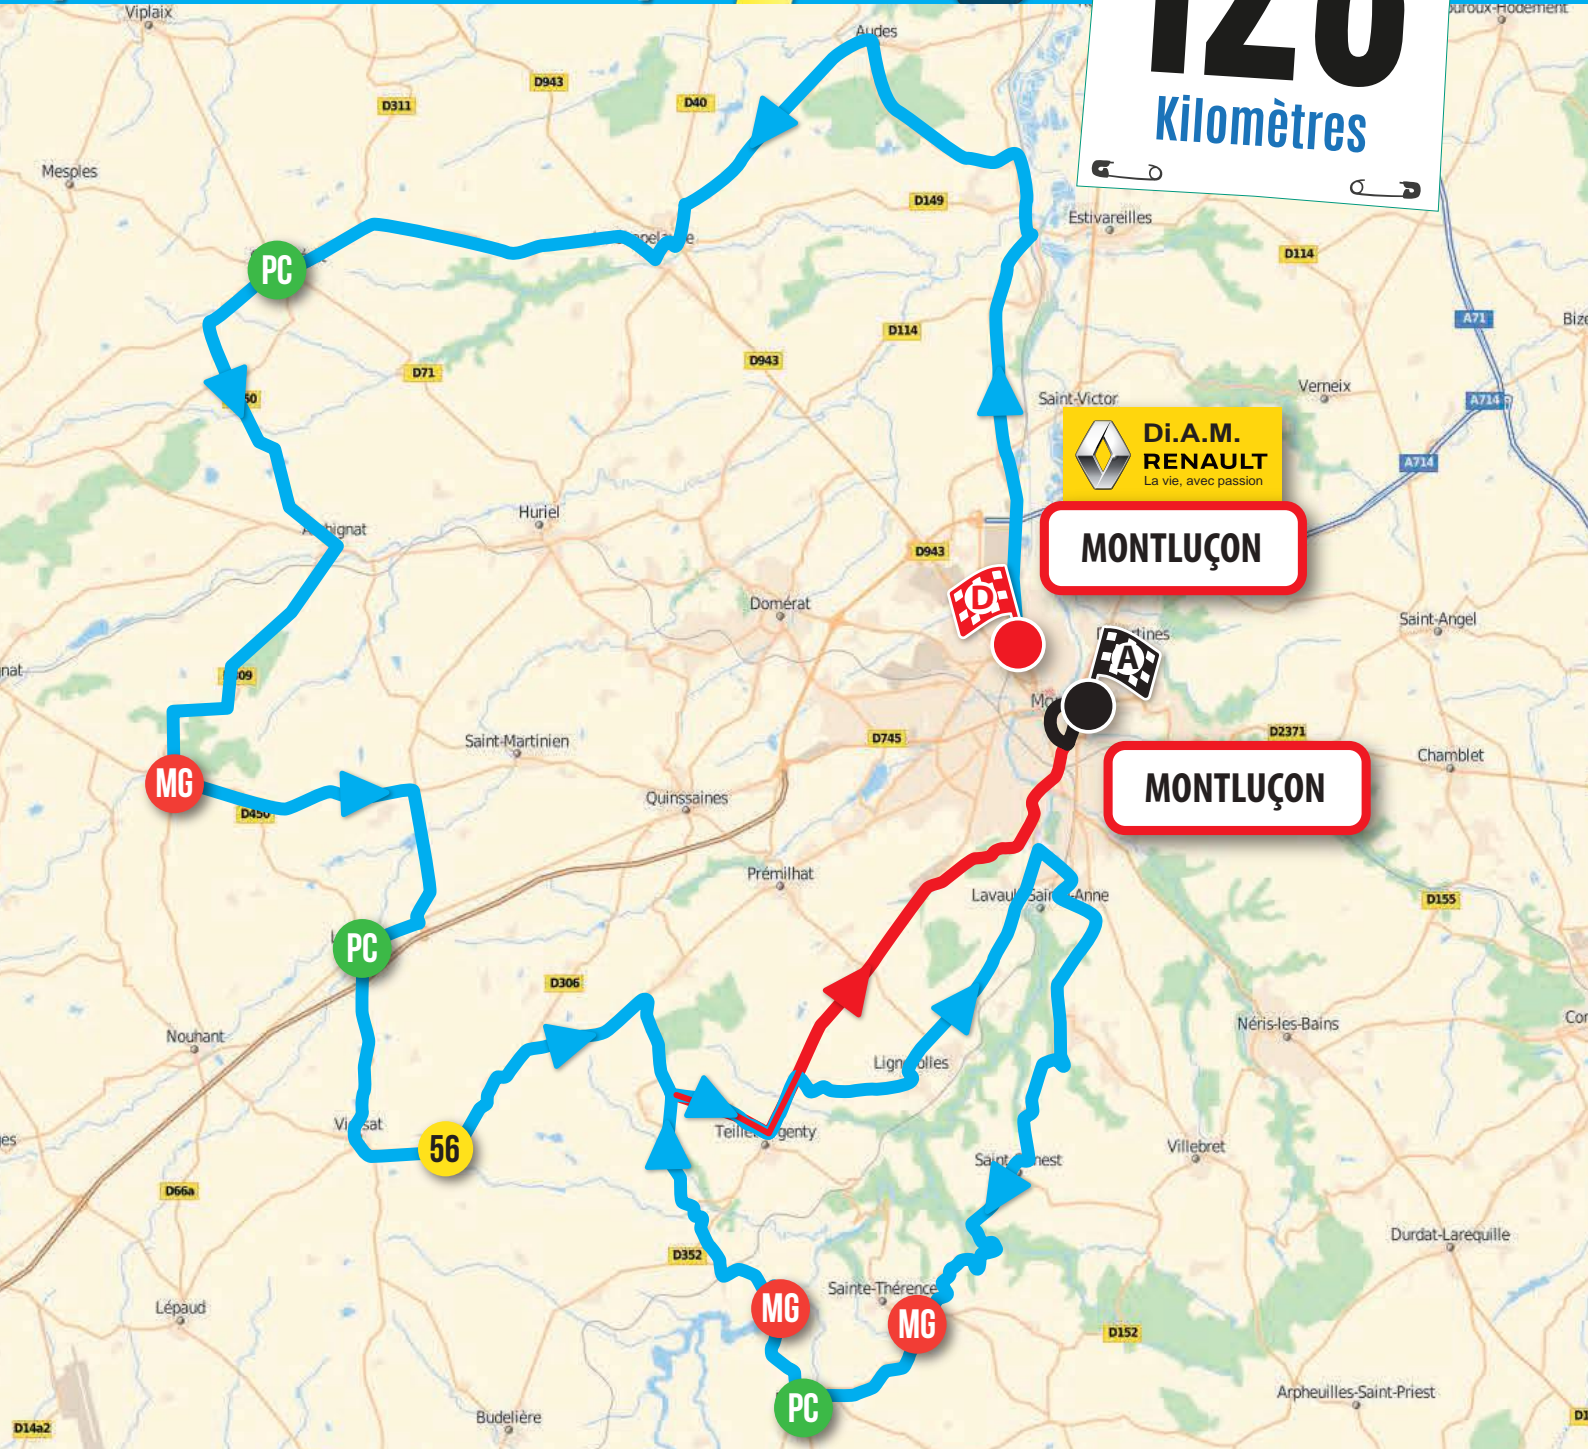 Viplaix
Audes
126
Kilomètres
D943
D311
D40
Mesples
D149
Estivareilles
D114
PC
A71
D114
D943
D71
Verneix
Saint-Victor
A714
Di.A.M.
RENAULT
La vie, avec passion
A714
Huriel
MONTLUÇON
D943
D
Domérat
Saint-Angel
A
D745
D2371
Saint-Martinien
Chamblet
MG
MONTLUÇON
Quinssaines
D450
Prémilhat
D155
PC
D306
Nouhant
Néris-les-Bains
56
Villebret
D66a
Durdat-Larequille
D352
Sainte-Thérence
Lépaud
MG
MG
D152
Arpheuilles-Saint-Priest
PC
Budelière
D14a2